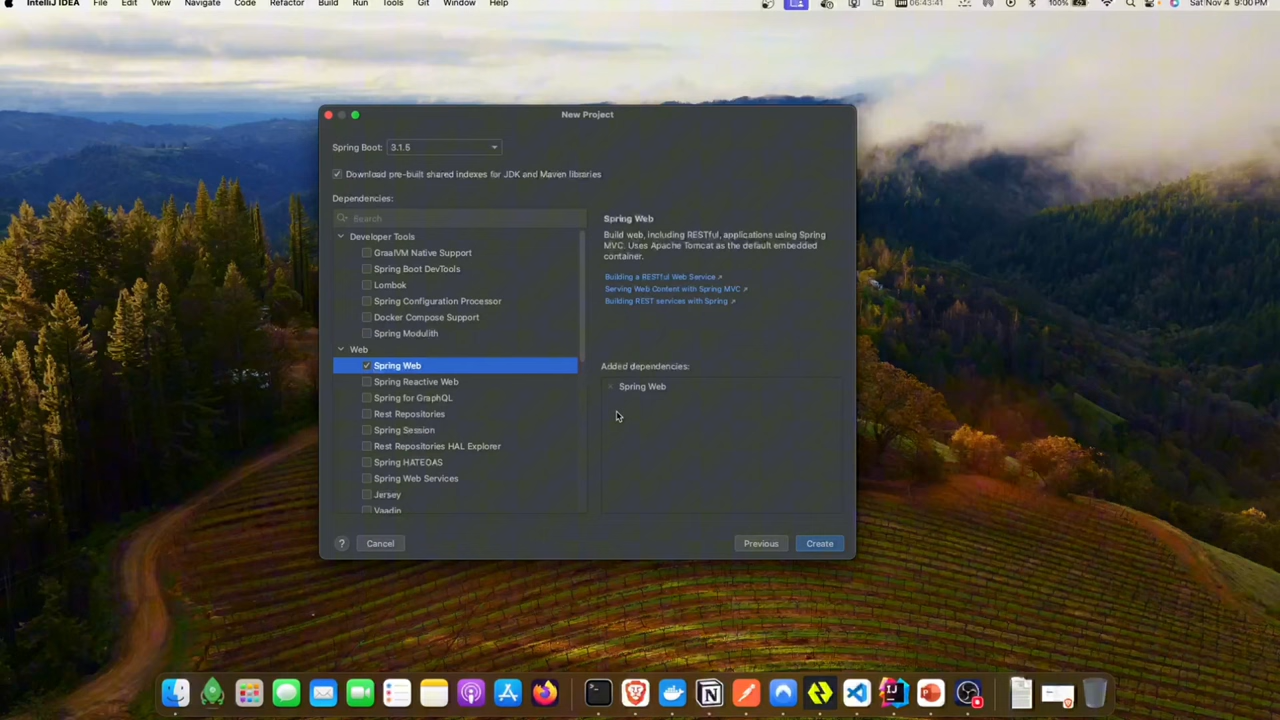 IntelliJ IDEA File Edit View Navigate Code Refactor Build Run Tools Git Window Help 06:43:41 100% Sat Nov 4 9:00 PM
New Project
Spring Boot: 3.1.5
Download pre-built shared indexes for JDK and Maven libraries
Dependencies:
Search
Developer Tools
GraalVM Native Support
Spring Boot DevTools
Lombok
Spring Configuration Processor
Docker Compose Support
Spring Modulith
Web
Spring Web
Spring Reactive Web
Spring for GraphQL
Rest Repositories
Spring Session
Rest Repositories HAL Explorer
Spring HATEOAS
Spring Web Services
Jersey
Vaadin
Spring Web
Build web, including RESTful, applications using Spring
MVC. Uses Apache Tomcat as the default embedded
container.
Building a RESTful Web Service ↗
Serving Web Content with Spring MVC ↗
Building REST services with Spring ↗
Added dependencies:
× Spring Web
? Cancel Previous Create